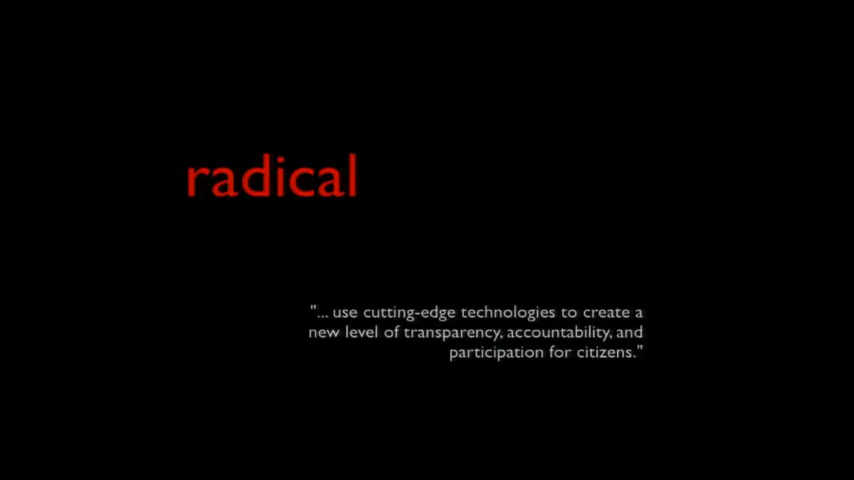 radical
"... use cutting-edge technologies to create a
new level of transparency, accountability, and
participation for citizens."